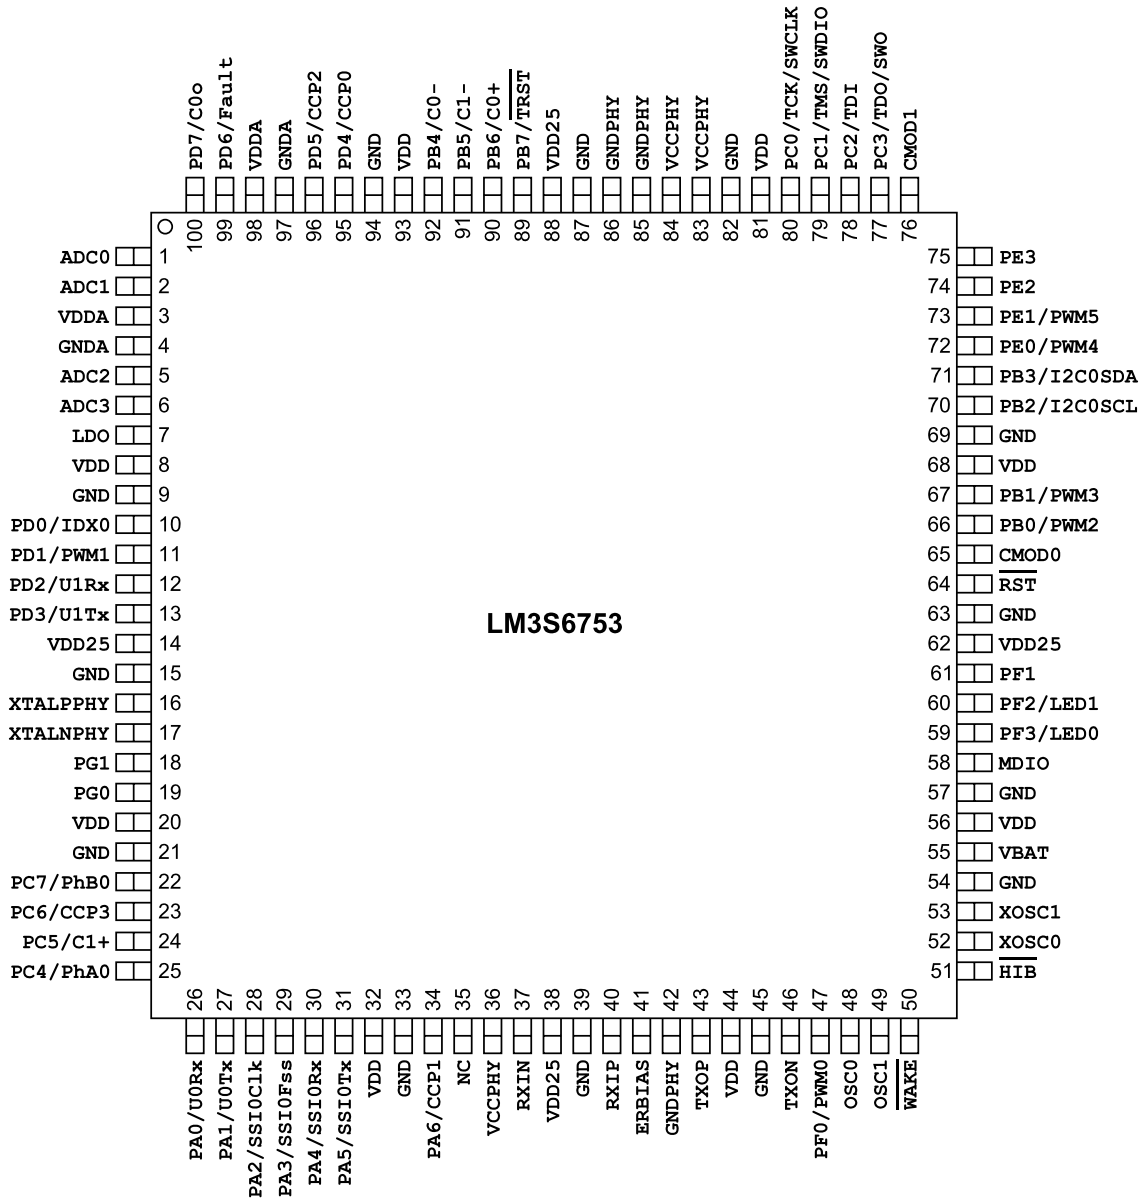 PD7/C0o
PD6/Fault
VDDA
GNDA
PD5/CCP2
PD4/CCP0
GND
VDD
PB4/C0-
PB5/C1-
PB6/C0+
PB7/TRST
VDD25
GND
GNDPHY
GNDPHY
VCCPHY
VCCPHY
GND
VDD
PC0/TCK/SWCLK
PC1/TMS/SWDIO
PC2/TDI
PC3/TDO/SWO
CMOD1
100
99
98
97
96
95
94
93
92
91
90
89
88
87
86
85
84
83
82
81
80
79
78
77
76
ADC0 1
ADC1 2
VDDA 3
GNDA 4
ADC2 5
ADC3 6
LDO 7
VDD 8
GND 9
PD0/IDX0 10
PD1/PWM1 11
PD2/U1Rx 12
PD3/U1Tx 13
VDD25 14
GND 15
XTALPPHY 16
XTALNPHY 17
PG1 18
PG0 19
VDD 20
GND 21
PC7/PhB0 22
PC6/CCP3 23
PC5/C1+ 24
PC4/PhA0 25
LM3S6753
75 PE3
74 PE2
73 PE1/PWM5
72 PE0/PWM4
71 PB3/I2C0SDA
70 PB2/I2C0SCL
69 GND
68 VDD
67 PB1/PWM3
66 PB0/PWM2
65 CMOD0
64 RST
63 GND
62 VDD25
61 PF1
60 PF2/LED1
59 PF3/LED0
58 MDIO
57 GND
56 VDD
55 VBAT
54 GND
53 XOSC1
52 XOSC0
51 HIB
26
27
28
29
30
31
32
33
34
35
36
37
38
39
40
41
42
43
44
45
46
47
48
49
50
PA0/U0Rx
PA1/U0Tx
PA2/SSI0Clk
PA3/SSI0Fss
PA4/SSI0Rx
PA5/SSI0Tx
VDD
GND
PA6/CCP1
NC
VCCPHY
RXIN
VDD25
GND
RXIP
ERBIAS
GNDPHY
TXOP
VDD
GND
TXON
PF0/PWM0
OSC0
OSC1
WAKE